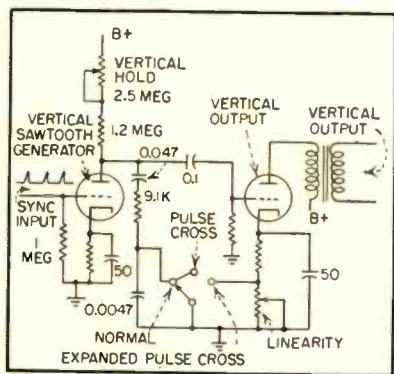 B+
VERTICAL
HOLD
2.5 MEG
VERTICAL
SAWTOOTH
GENERATOR
1.2 MEG
VERTICAL
OUTPUT
VERTICAL
OUTPUT
0.047
0.1
9.1K
B+
SYNC
INPUT
1
MEG
PULSE
CROSS
50
50
0.0047
NORMAL
LINEARITY
EXPANDED PULSE CROSS